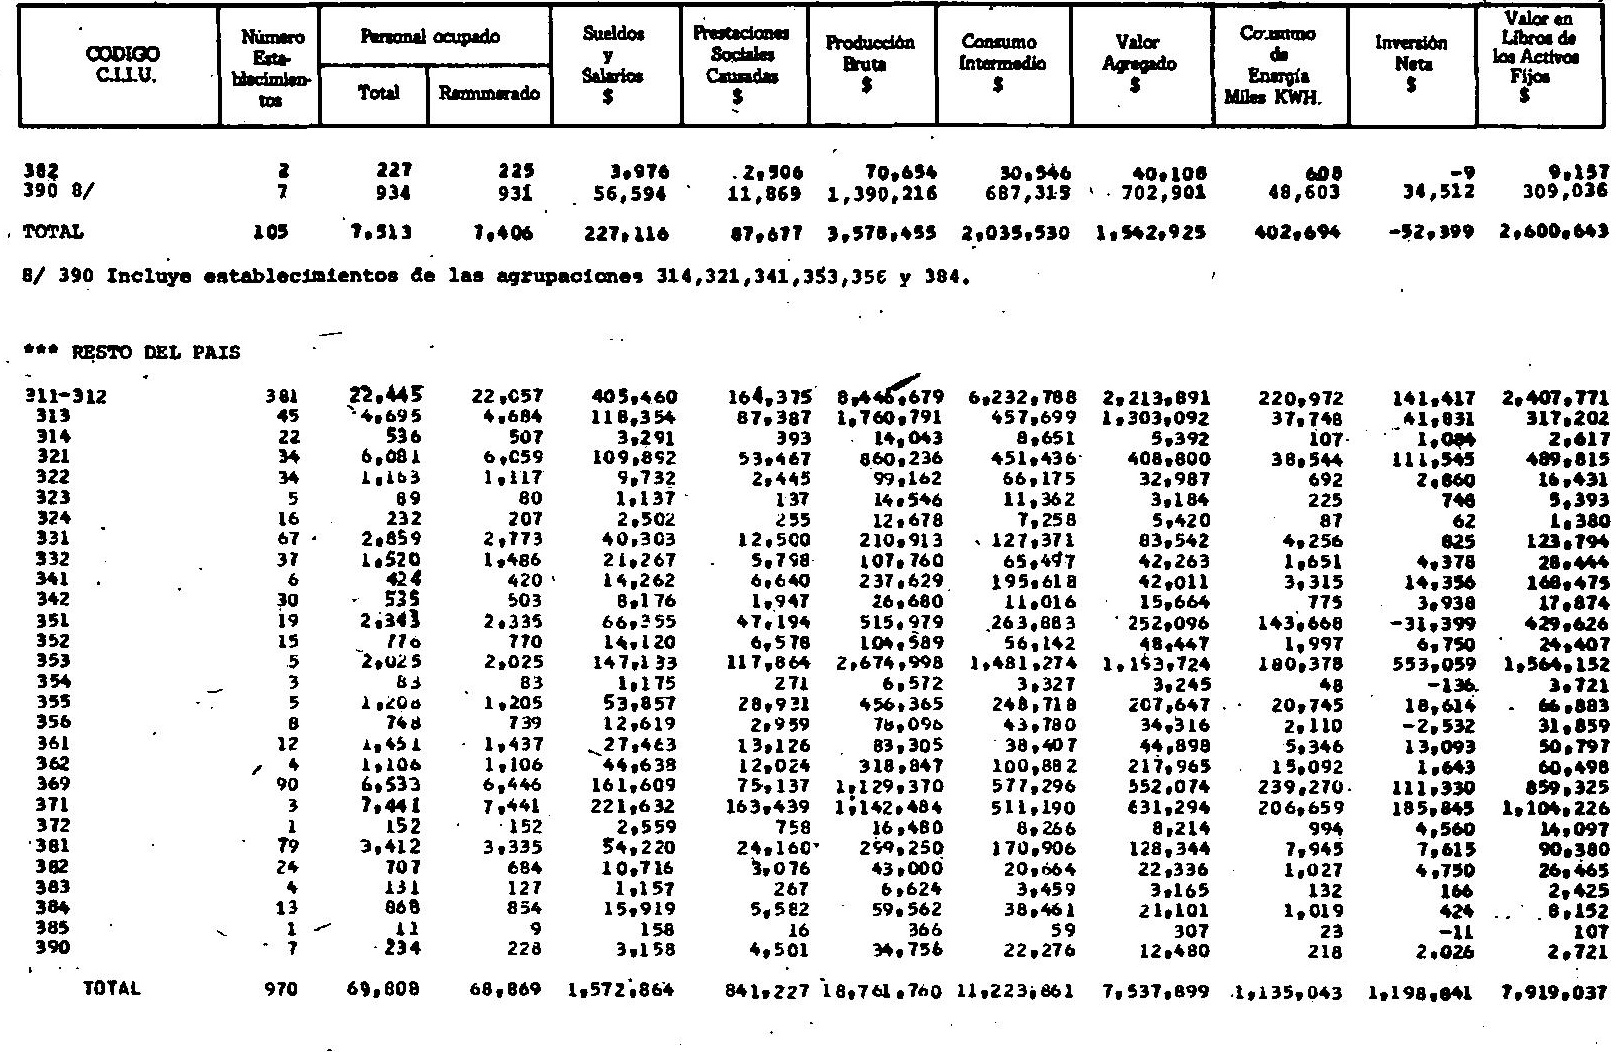 CODIGO C.I.I.U. Número Esta-blecimien-tos Personal ocupado Total Remunerado Sueldos y Salarios $ Prestaciones Sociales Causadas $ Producción Bruta $ Consumo Intermedio $ Valor Agregado $ Consumo de Energía Miles KWH. Inversión Neta $ Valor en Libros de los Activos Fijos $
382 2 227 225 3,976 2,506 70,654 30,546 40,108 608 -9 9,157
390 8/ 7 934 931 56,594 11,869 1,390,216 687,315 702,901 48,603 34,512 309,036
TOTAL 105 7,513 7,406 227,116 87,677 3,578,455 2,035,530 1,542,925 402,694 -52,399 2,600,643
8/ 390 Incluye establecimientos de las agrupaciones 314,321,341,353,356 y 384.
*** RESTO DEL PAIS
311-312 381 22,445 22,057 405,460 164,375 8,446,679 6,232,788 2,213,891 220,972 141,417 2,407,771
313 45 4,695 4,684 118,354 87,387 1,760,791 457,699 1,303,092 37,748 41,831 317,202
314 22 536 507 3,291 393 14,043 8,651 5,392 107 1,084 2,617
321 34 6,081 6,059 109,892 53,467 860,236 451,436 408,800 38,544 111,545 489,815
322 34 1,163 1,117 9,732 2,445 99,162 66,175 32,987 692 2,860 16,431
323 5 89 80 1,137 137 14,546 11,362 3,184 225 746 5,393
324 16 232 207 2,502 255 12,678 7,258 5,420 87 62 1,380
331 67 2,859 2,773 40,303 12,500 210,913 127,371 83,542 4,256 825 123,794
332 37 1,520 1,486 21,267 5,798 107,760 65,497 42,263 1,651 4,378 28,444
341 6 424 420 14,262 6,640 237,629 195,618 42,011 3,315 14,356 168,475
342 30 535 503 8,176 1,947 26,680 11,016 15,664 775 3,938 17,874
351 19 2,343 2,335 66,355 47,194 515,979 263,883 252,096 143,668 -31,399 429,626
352 15 776 770 14,120 6,578 104,589 56,142 48,447 1,997 6,750 24,407
353 5 2,025 2,025 147,133 117,864 2,674,998 1,481,274 1,193,724 180,378 553,059 1,564,152
354 3 83 83 1,175 271 6,572 3,327 3,245 48 -136 3,721
355 5 1,206 1,205 53,857 28,931 456,365 248,718 207,647 20,745 18,614 66,883
356 8 748 739 12,619 2,959 78,096 43,780 34,316 2,110 -2,532 31,859
361 12 1,451 1,437 27,463 13,126 83,305 38,407 44,898 5,346 13,093 50,797
362 4 1,106 1,106 44,638 12,024 318,847 100,882 217,965 15,092 1,643 60,498
369 90 6,533 6,446 161,609 75,137 1,129,370 577,296 552,074 239,270 111,330 859,325
371 3 7,441 7,441 221,632 163,439 1,142,484 511,190 631,294 206,659 185,845 1,104,226
372 1 152 152 2,559 758 16,480 8,266 8,214 994 4,560 14,097
381 79 3,412 3,335 54,220 24,160 299,250 170,906 128,344 7,945 7,615 90,380
382 24 707 684 10,716 3,076 43,000 20,664 22,336 1,027 4,750 26,465
383 4 131 127 1,157 267 6,624 3,459 3,165 132 166 2,425
384 13 868 854 15,919 5,582 59,562 38,461 21,101 1,019 424 8,152
385 1 11 9 158 16 366 59 307 23 -11 107
390 7 234 228 3,158 4,501 34,756 22,276 12,480 218 2,026 2,721
TOTAL 970 69,808 68,869 1,572,864 841,227 18,761,760 11,223,861 7,537,899 1,135,043 1,198,841 7,919,037